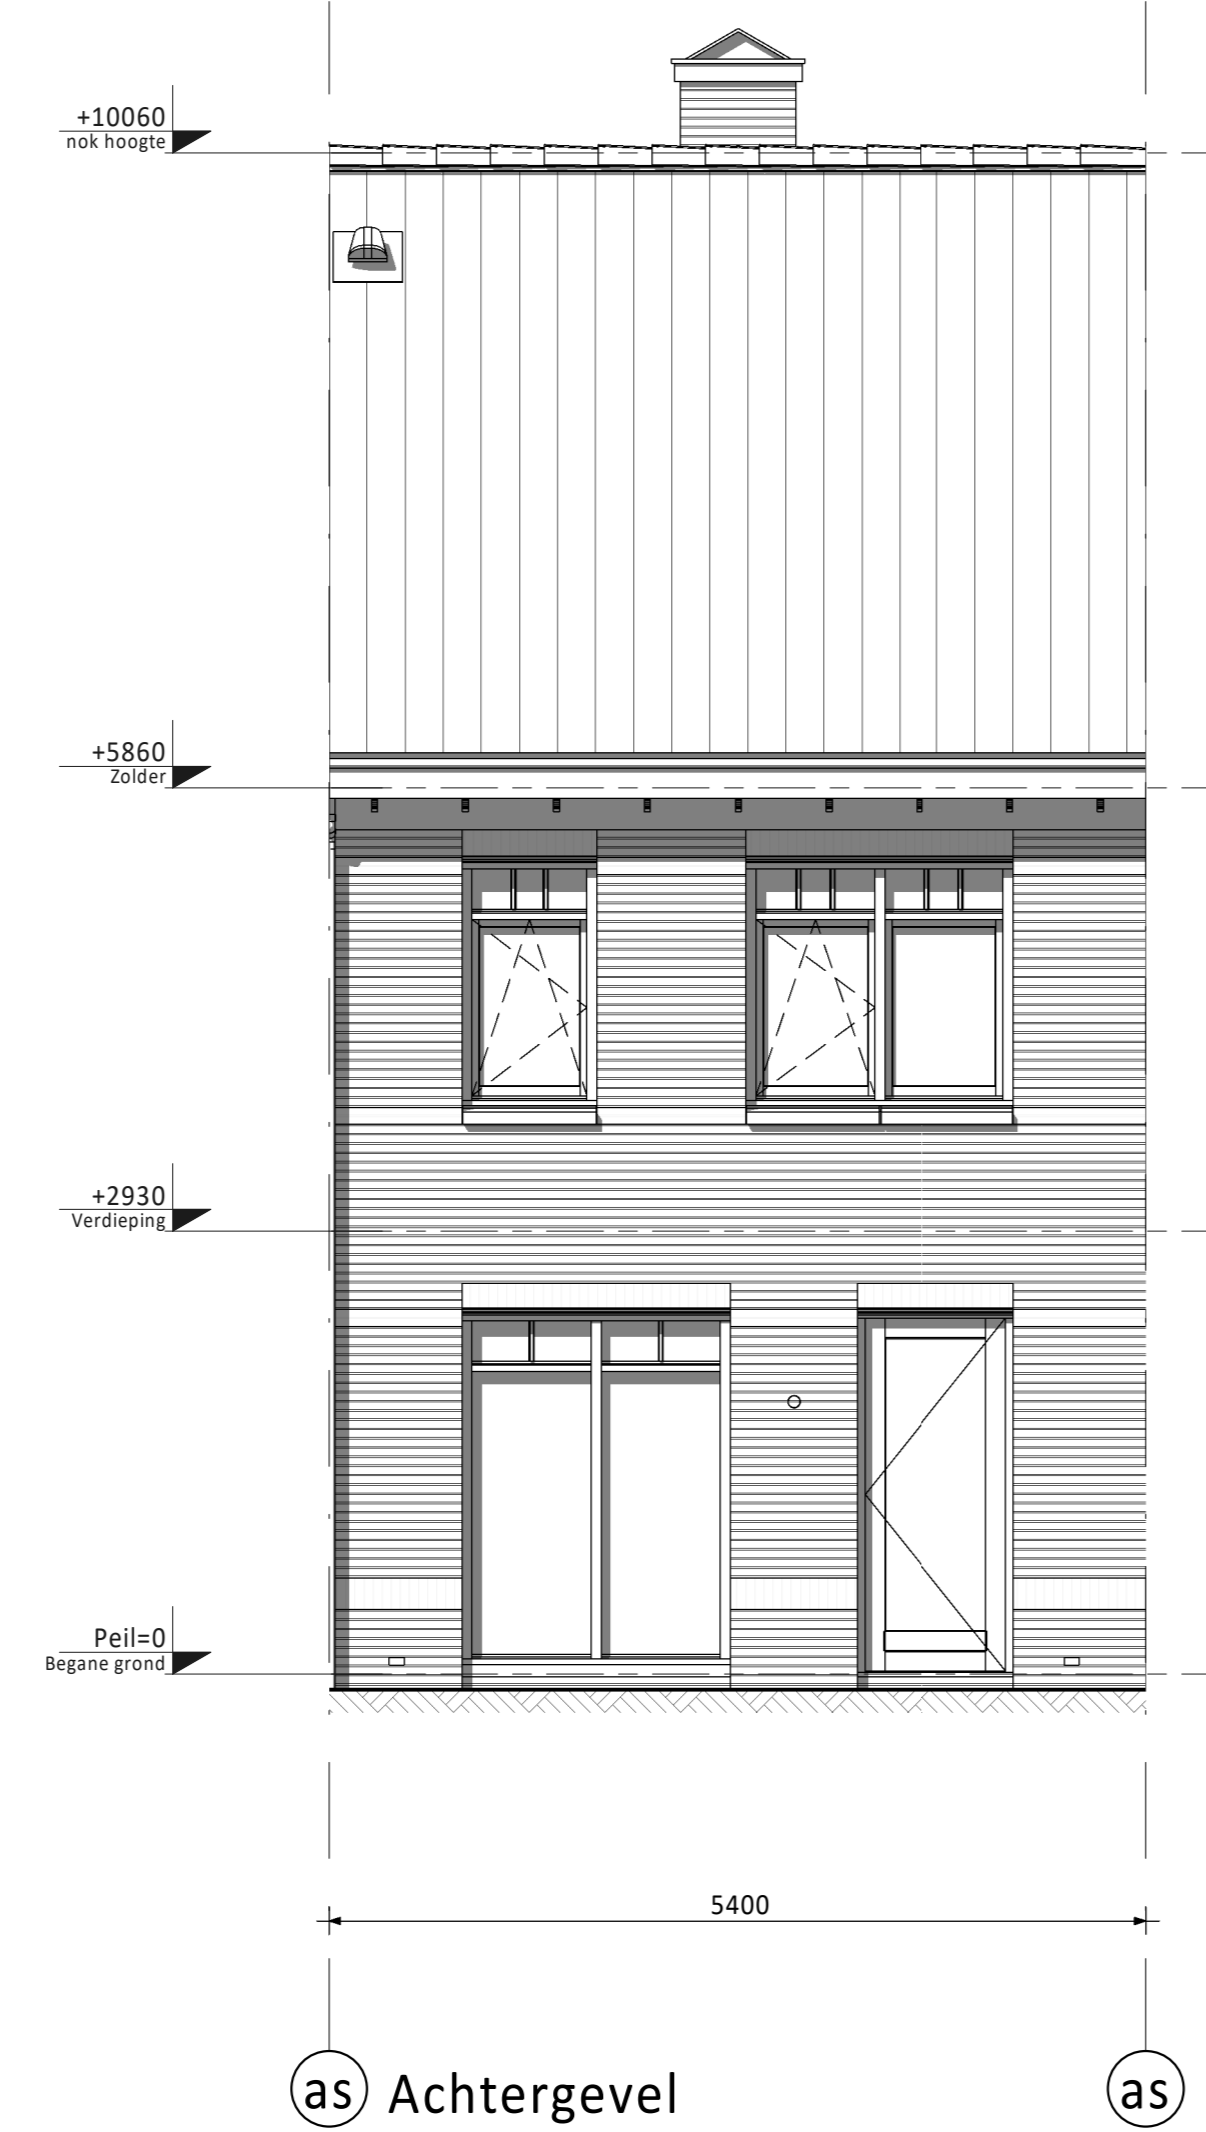 +10060
nok hoogte
+5860
Zolder
+2930
Verdieping
Peil=0
Begane grond
5400
as Achtergevel as